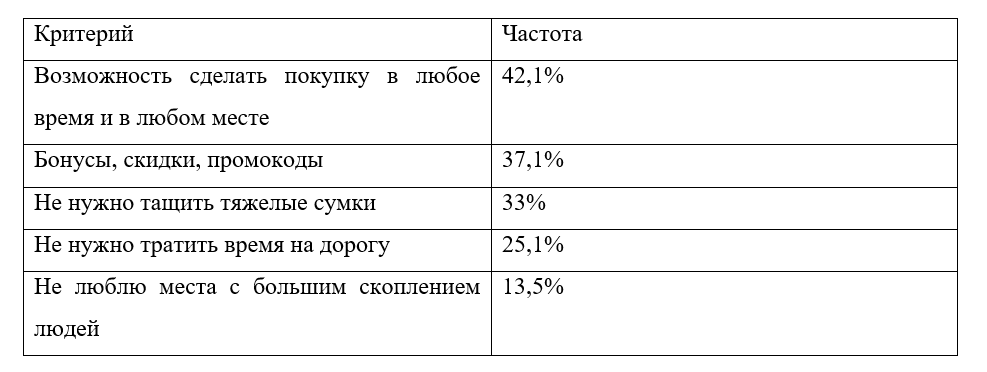 Критерий Частота
Возможность сделать покупку в любое 42,1%
время и в любом месте
Бонусы, скидки, промокоды 37,1%
Не нужно тащить тяжелые сумки 33%
Не нужно тратить время на дорогу 25,1%
Не люблю места с большим скоплением 13,5%
людей